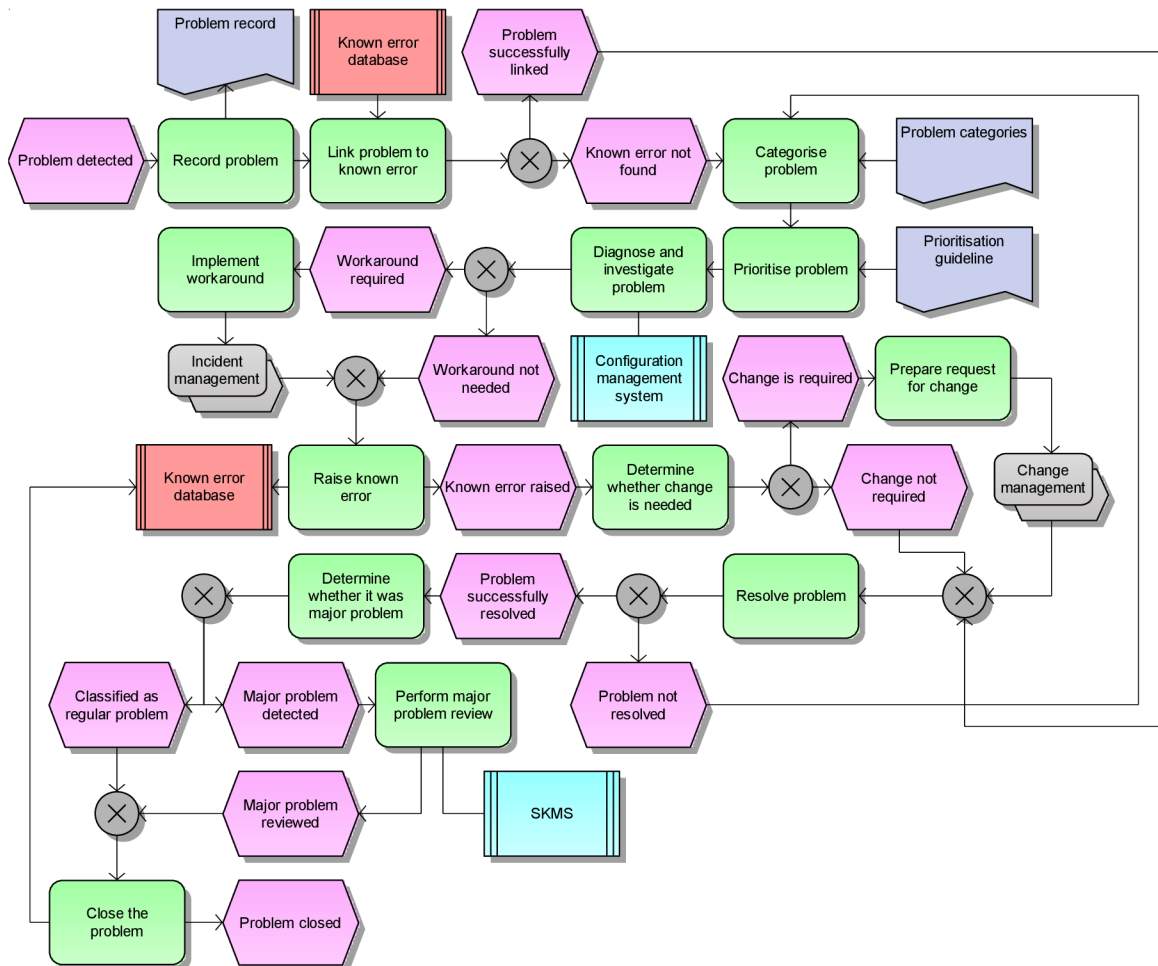 Problem record
Known error
database
Problem
successfully
linked
Problem detected
Record problem
Link problem to
known error
Known error not
found
Categorise
problem
Problem categories
Implement
workaround
Workaround
required
Diagnose and
investigate
problem
Prioritise problem
Prioritisation
guideline
Incident
management
Workaround not
needed
Configuration
management
system
Change is required
Prepare request
for change
Known error
database
Raise known
error
Known error raised
Determine
whether change
is needed
Change not
required
Change
management
Determine
whether it was
major problem
Problem
successfully
resolved
Resolve problem
Classified as
regular problem
Major problem
detected
Perform major
problem review
Problem not
resolved
Major problem
reviewed
SKMS
Close the
problem
Problem closed